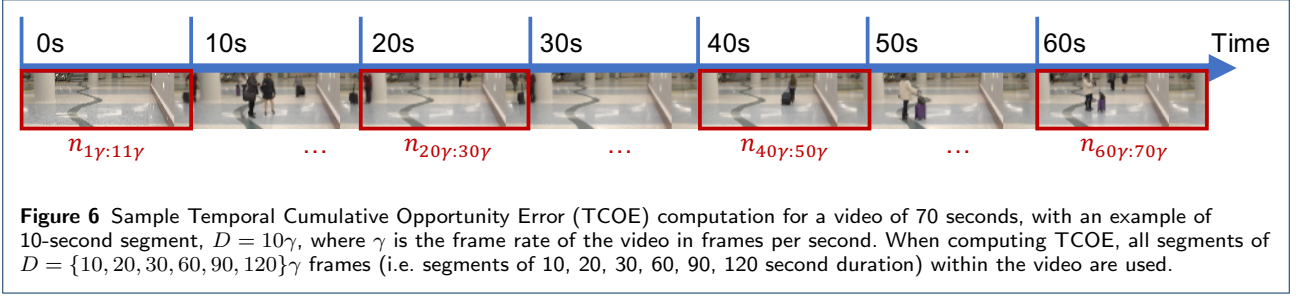 0s 10s 20s 30s 40s 50s 60s Time
n1γ:11γ ... n20γ:30γ ... n40γ:50γ ... n60γ:70γ
Figure 6 Sample Temporal Cumulative Opportunity Error (TCOE) computation for a video of 70 seconds, with an example of
10-second segment, D = 10γ, where γ is the frame rate of the video in frames per second. When computing TCOE, all segments of
D = {10, 20, 30, 60, 90, 120}γ frames (i.e. segments of 10, 20, 30, 60, 90, 120 second duration) within the video are used.